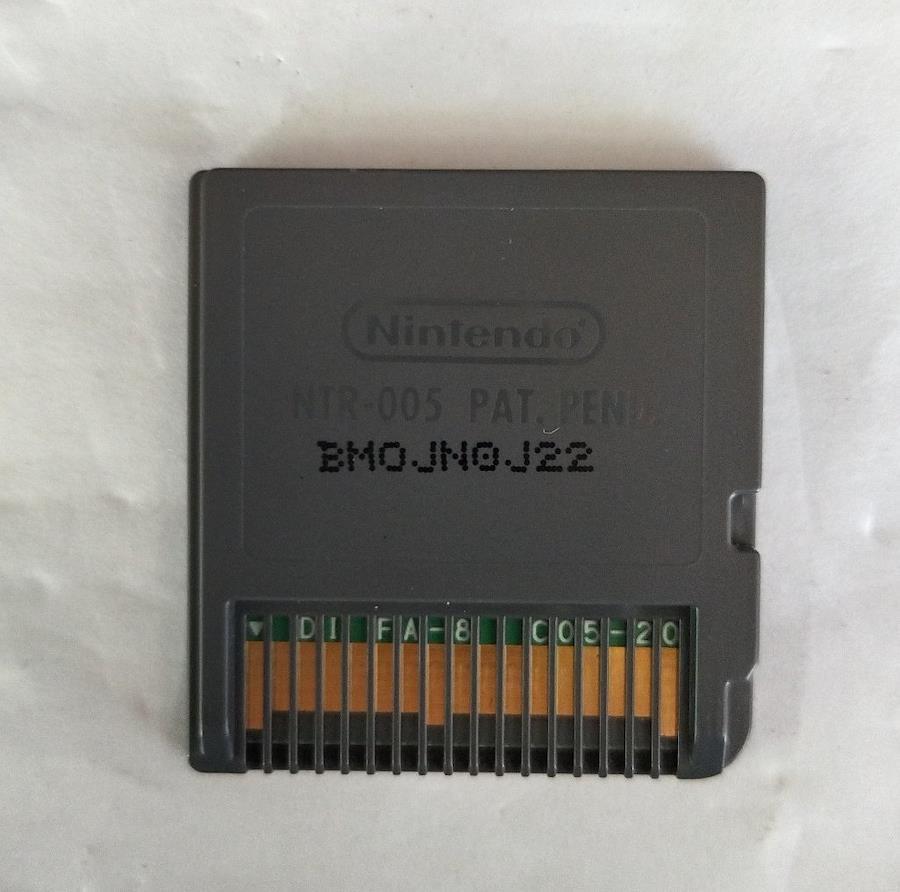 Nintendo®
NTR-005 PAT. PEND.
BMOJN0J22
▼ DI FA-8 C05-20